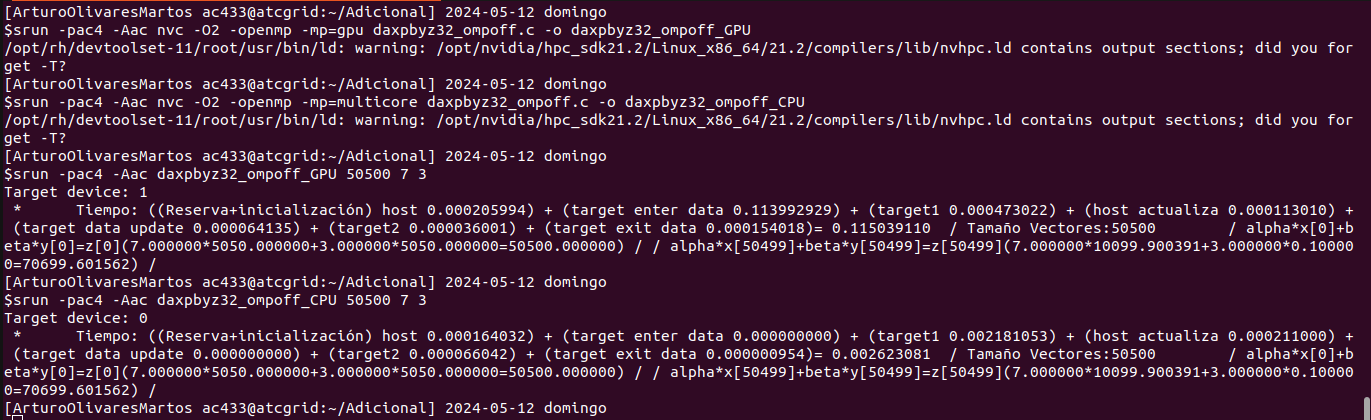 [ArturoOlivaresMartos ac433@atcgrid:~/Adicional] 2024-05-12 domingo
$srun -pac4 -Aac nvc -O2 -openmp -mp=gpu daxpbyz32_ompoff.c -o daxpbyz32_ompoff_GPU
/opt/rh/devtoolset-11/root/usr/bin/ld: warning: /opt/nvidia/hpc_sdk21.2/Linux_x86_64/21.2/compilers/lib/nvhpc.ld contains output sections; did you for
get -T?
[ArturoOlivaresMartos ac433@atcgrid:~/Adicional] 2024-05-12 domingo
$srun -pac4 -Aac nvc -O2 -openmp -mp=multicore daxpbyz32_ompoff.c -o daxpbyz32_ompoff_CPU
/opt/rh/devtoolset-11/root/usr/bin/ld: warning: /opt/nvidia/hpc_sdk21.2/Linux_x86_64/21.2/compilers/lib/nvhpc.ld contains output sections; did you for
get -T?
[ArturoOlivaresMartos ac433@atcgrid:~/Adicional] 2024-05-12 domingo
$srun -pac4 -Aac daxpbyz32_ompoff_GPU 50500 7 3
Target device: 1
 *      Tiempo: ((Reserva+inicialización) host 0.000205994) + (target enter data 0.113992929) + (target1 0.000473022) + (host actualiza 0.000113010) +
 (target data update 0.000064135) + (target2 0.000036001) + (target exit data 0.000154018)= 0.115039110  / Tamaño Vectores:50500        / alpha*x[0]+b
eta*y[0]=z[0](7.000000*5050.000000+3.000000*5050.000000=50500.000000) / / alpha*x[50499]+beta*y[50499]=z[50499](7.000000*10099.900391+3.000000*0.10000
0=70699.601562) /
[ArturoOlivaresMartos ac433@atcgrid:~/Adicional] 2024-05-12 domingo
$srun -pac4 -Aac daxpbyz32_ompoff_CPU 50500 7 3
Target device: 0
 *      Tiempo: ((Reserva+inicialización) host 0.000164032) + (target enter data 0.000000000) + (target1 0.002181053) + (host actualiza 0.000211000) +
 (target data update 0.000000000) + (target2 0.000066042) + (target exit data 0.000000954)= 0.002623081  / Tamaño Vectores:50500        / alpha*x[0]+b
eta*y[0]=z[0](7.000000*5050.000000+3.000000*5050.000000=50500.000000) / / alpha*x[50499]+beta*y[50499]=z[50499](7.000000*10099.900391+3.000000*0.10000
0=70699.601562) /
[ArturoOlivaresMartos ac433@atcgrid:~/Adicional] 2024-05-12 domingo